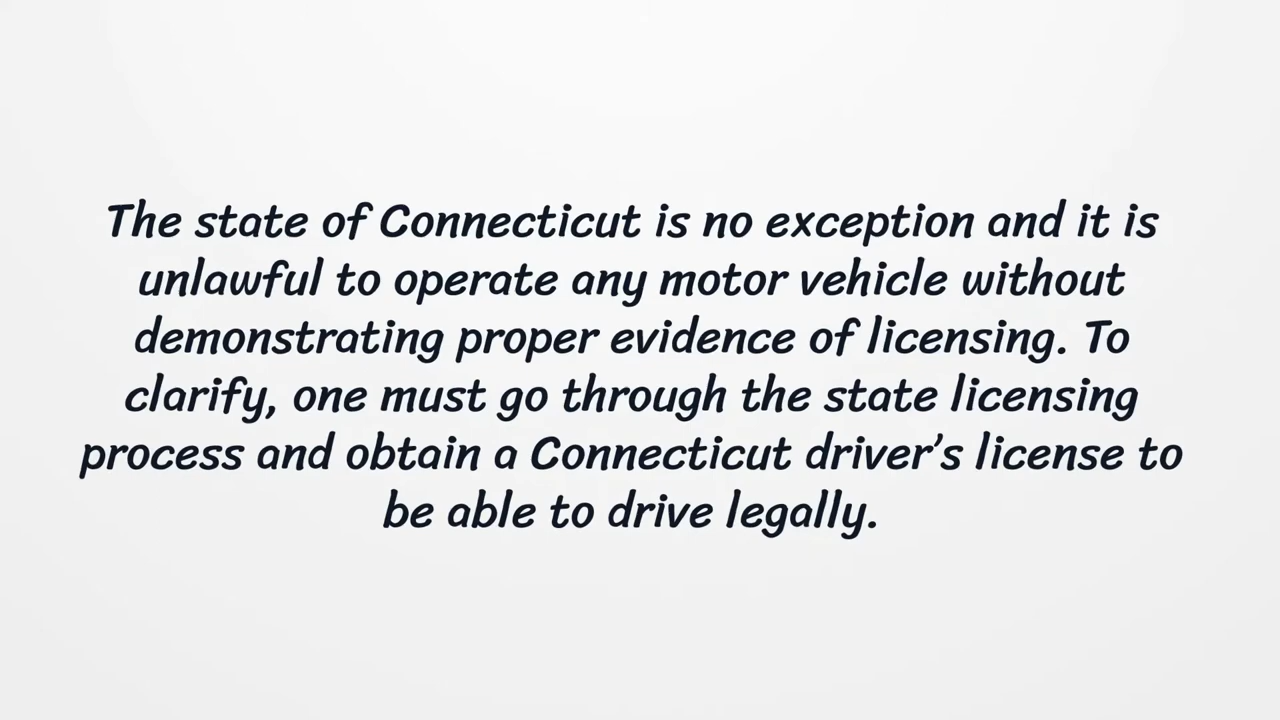 The state of Connecticut is no exception and it is
unlawful to operate any motor vehicle without
demonstrating proper evidence of licensing. To
clarify, one must go through the state licensing
process and obtain a Connecticut driver’s license to
be able to drive legally.